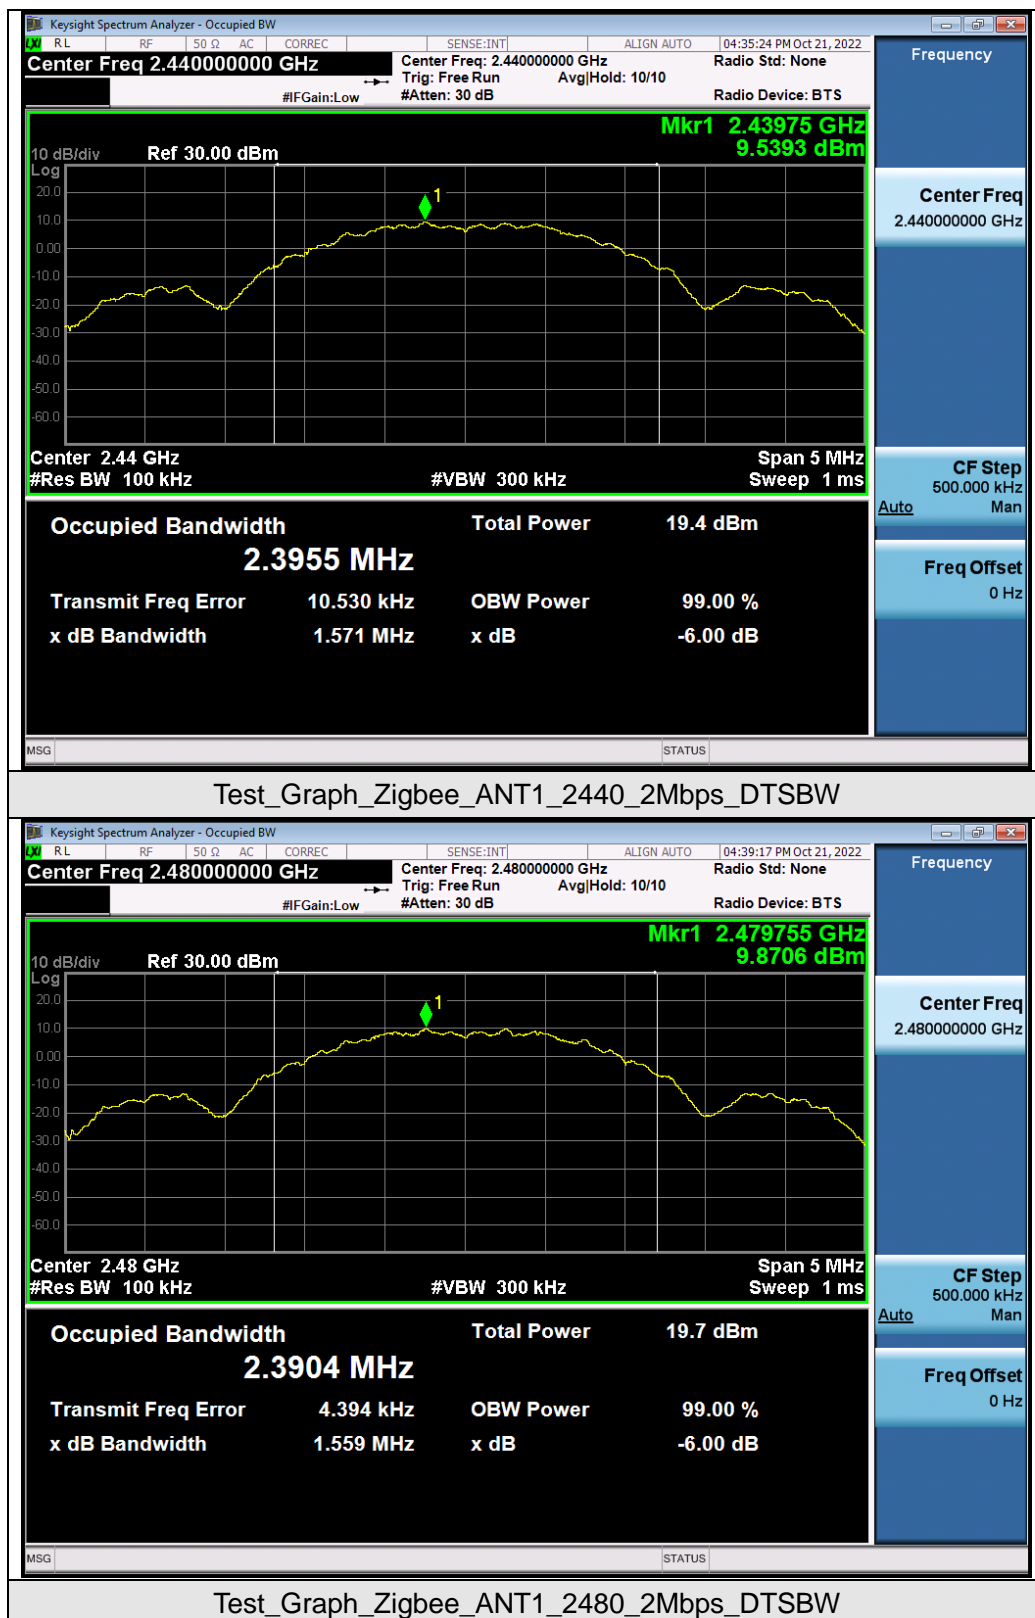 Keysight Spectrum Analyzer - Occupied BW
LXI RL RF 50 Ω AC CORREC SENSE:INT ALIGN AUTO 04:35:24 PM Oct 21, 2022
Center Freq 2.440000000 GHz
Center Freq: 2.440000000 GHz
Radio Std: None
Trig: Free Run Avg|Hold: 10/10
#IFGain:Low
#Atten: 30 dB
Radio Device: BTS
Frequency
Mkr1 2.43975 GHz
9.5393 dBm
10 dB/div
Ref 30.00 dBm
Log
20.0
1
10.0
0.00
-10.0
-20.0
-30.0
-40.0
-50.0
-60.0
Center Freq
2.440000000 GHz
Center 2.44 GHz
Span 5 MHz
#Res BW 100 kHz
#VBW 300 kHz
Sweep 1 ms
CF Step
500.000 kHz
Auto Man
Freq Offset
0 Hz
Occupied Bandwidth
Total Power 19.4 dBm
2.3955 MHz
Transmit Freq Error 10.530 kHz OBW Power 99.00 %
x dB Bandwidth 1.571 MHz x dB -6.00 dB
MSG STATUS
Test_Graph_Zigbee_ANT1_2440_2Mbps_DTSBW
Keysight Spectrum Analyzer - Occupied BW
LXI RL RF 50 Ω AC CORREC SENSE:INT ALIGN AUTO 04:39:17 PM Oct 21, 2022
Center Freq 2.480000000 GHz
Center Freq: 2.480000000 GHz
Radio Std: None
Trig: Free Run Avg|Hold: 10/10
#IFGain:Low
#Atten: 30 dB
Radio Device: BTS
Frequency
Mkr1 2.479755 GHz
9.8706 dBm
10 dB/div
Ref 30.00 dBm
Log
20.0
1
10.0
0.00
-10.0
-20.0
-30.0
-40.0
-50.0
-60.0
Center Freq
2.480000000 GHz
Center 2.48 GHz
Span 5 MHz
#Res BW 100 kHz
#VBW 300 kHz
Sweep 1 ms
CF Step
500.000 kHz
Auto Man
Freq Offset
0 Hz
Occupied Bandwidth
Total Power 19.7 dBm
2.3904 MHz
Transmit Freq Error 4.394 kHz OBW Power 99.00 %
x dB Bandwidth 1.559 MHz x dB -6.00 dB
MSG STATUS
Test_Graph_Zigbee_ANT1_2480_2Mbps_DTSBW